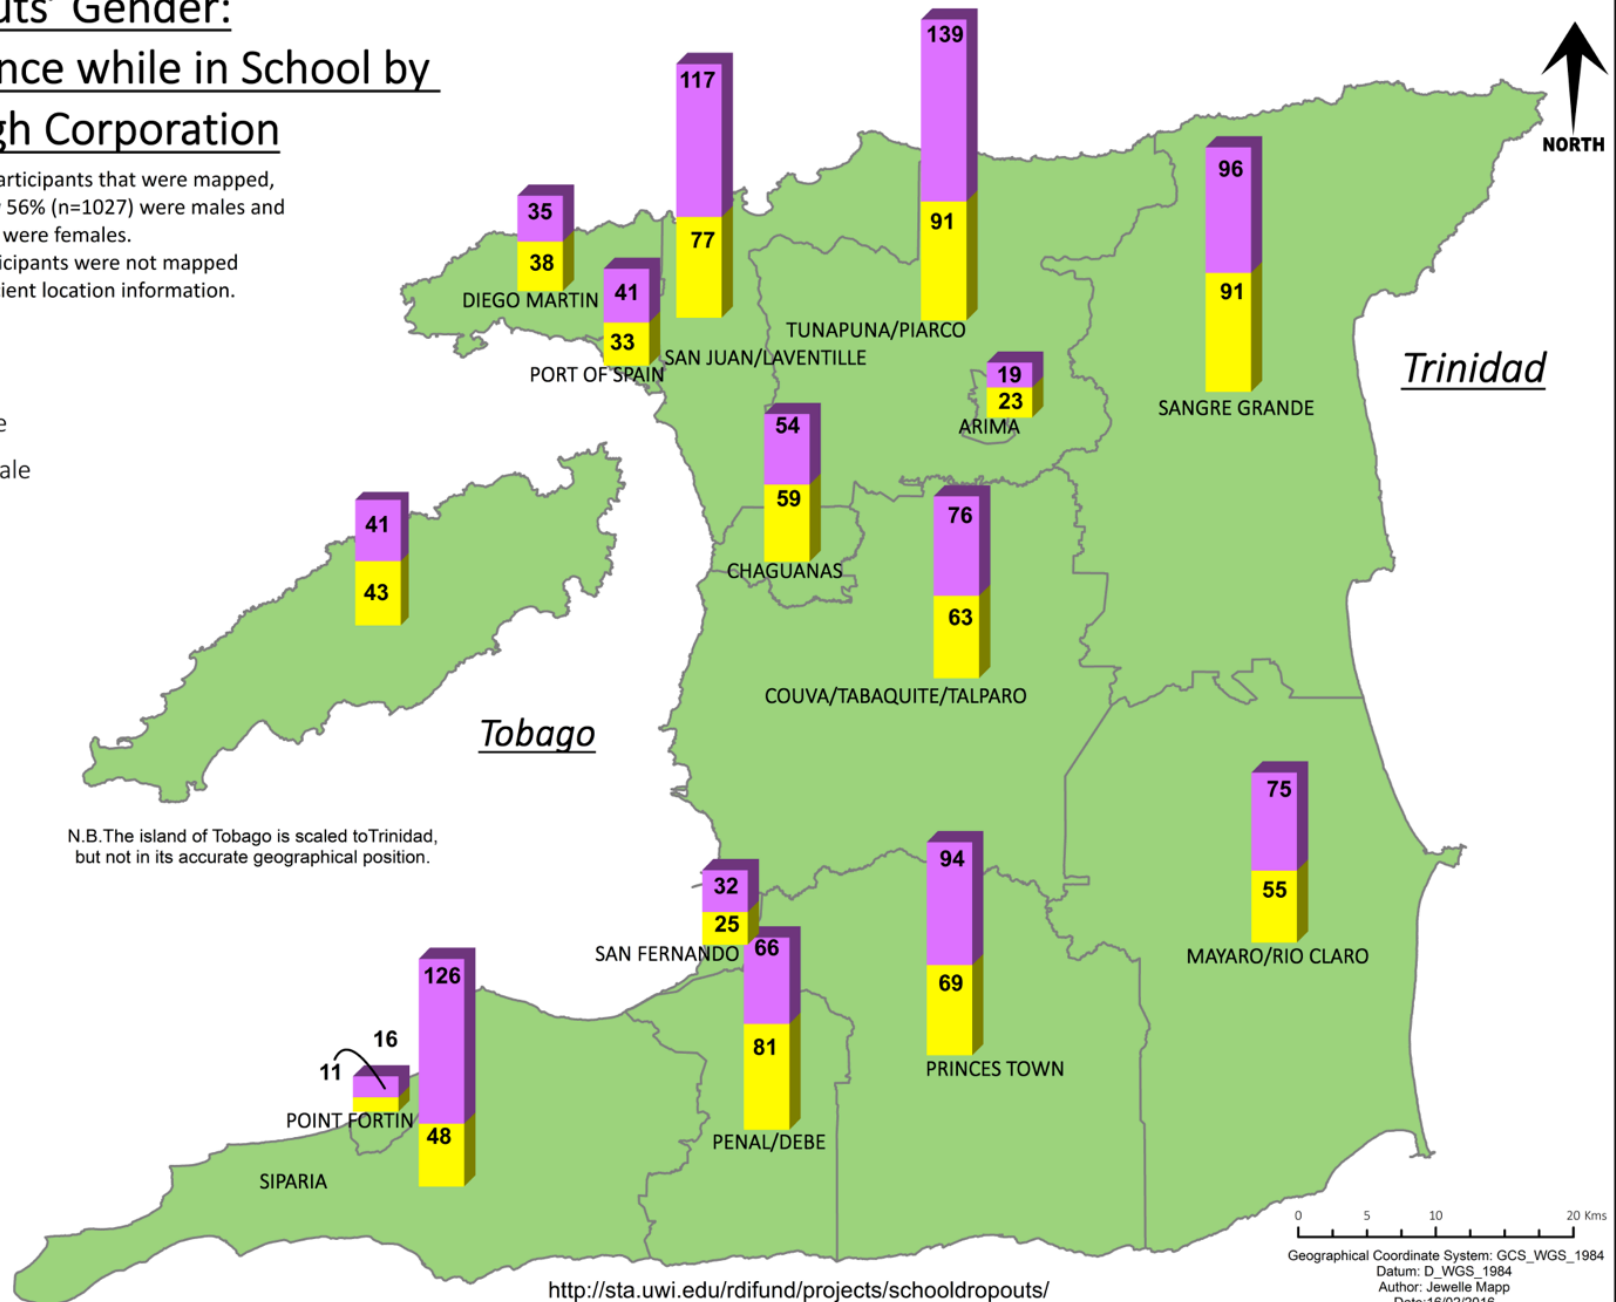 uts' Gender:
nce while in School by
gh Corporation
articipants that were mapped,
56% (n=1027) were males and
were females.
icipants were not mapped
cient location information.
e
ale
NORTH
Trinidad
Tobago
139
91
TUNAPUNA/PIARCO
117
77
SAN JUAN/LAVENTILLE
96
91
SANGRE GRANDE
35
38
DIEGO MARTIN
41
33
PORT OF SPAIN
19
23
ARIMA
54
59
CHAGUANAS
41
43
76
63
COUVA/TABAQUITE/TALPARO
N.B.The island of Tobago is scaled toTrinidad,
but not in its accurate geographical position.
75
55
MAYARO/RIO CLARO
94
69
PRINCES TOWN
32
25
SAN FERNANDO
66
81
PENAL/DEBE
126
48
SIPARIA
16
11
POINT FORTIN
0 5 10 20 Kms
Geographical Coordinate System: GCS_WGS_1984
Datum: D_WGS_1984
Author: Jewelle Mapp
Date:16/02/2016
http://sta.uwi.edu/rdifund/projects/schooldropouts/